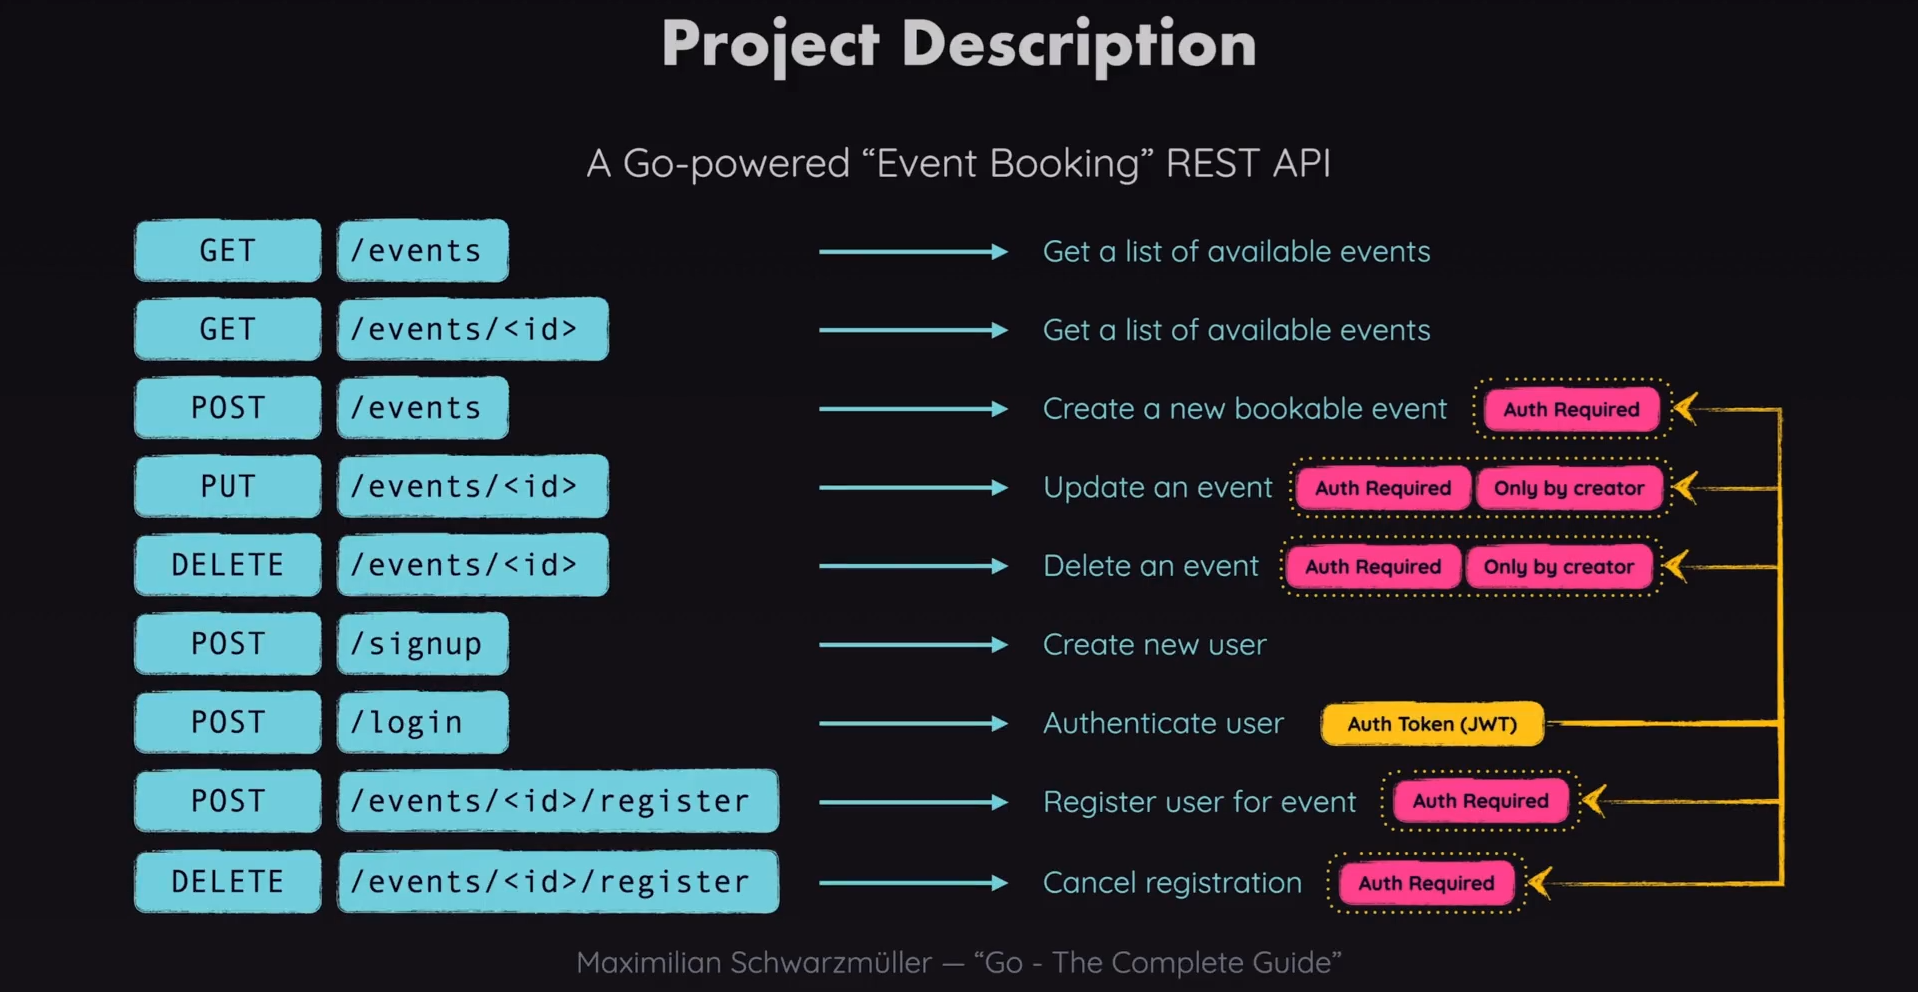 Project Description
A Go-powered “Event Booking” REST API
GET /events Get a list of available events
GET /events/<id> Get a list of available events
POST /events Create a new bookable event Auth Required
PUT /events/<id> Update an event Auth Required Only by creator
DELETE /events/<id> Delete an event Auth Required Only by creator
POST /signup Create new user
POST /login Authenticate user Auth Token (JWT)
POST /events/<id>/register Register user for event Auth Required
DELETE /events/<id>/register Cancel registration Auth Required
Maximilian Schwarzmüller — “Go - The Complete Guide”